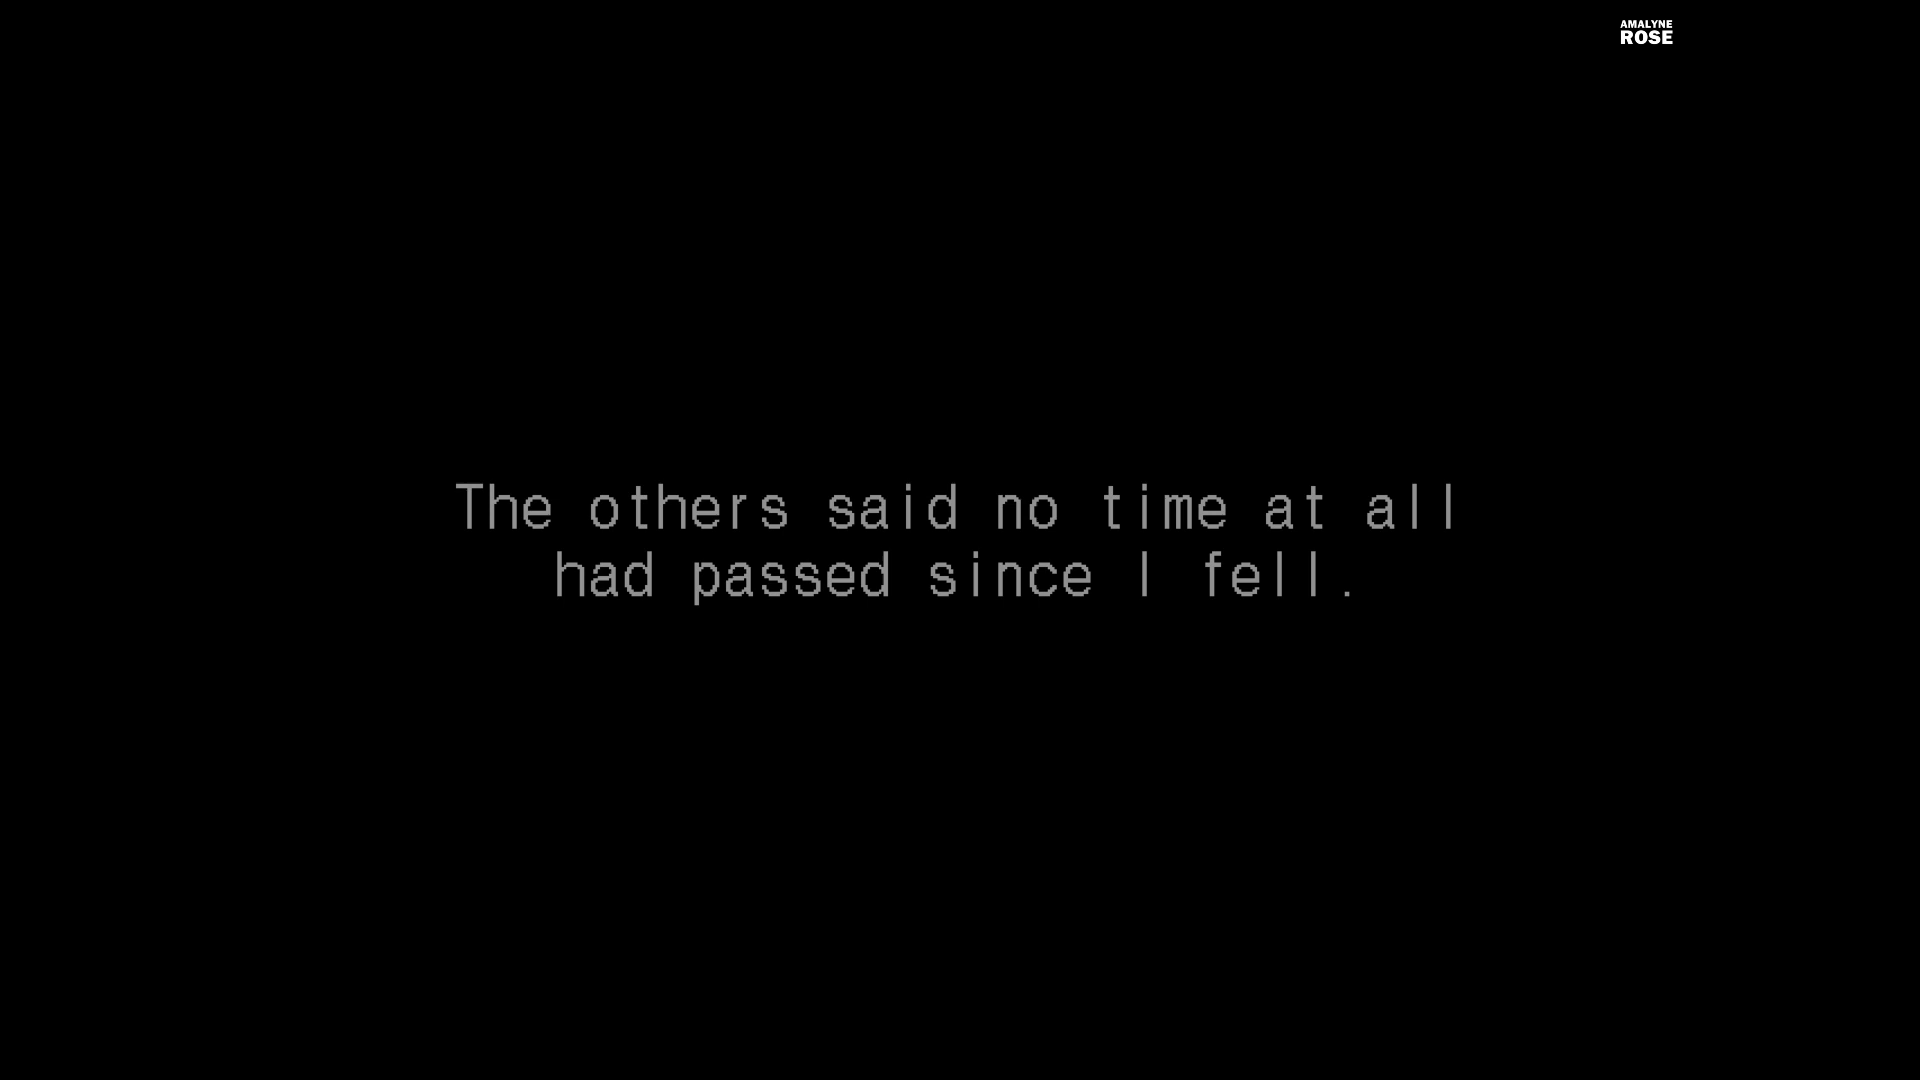 AMALYNE
ROSE
The others said no time at all
had passed since I fell.